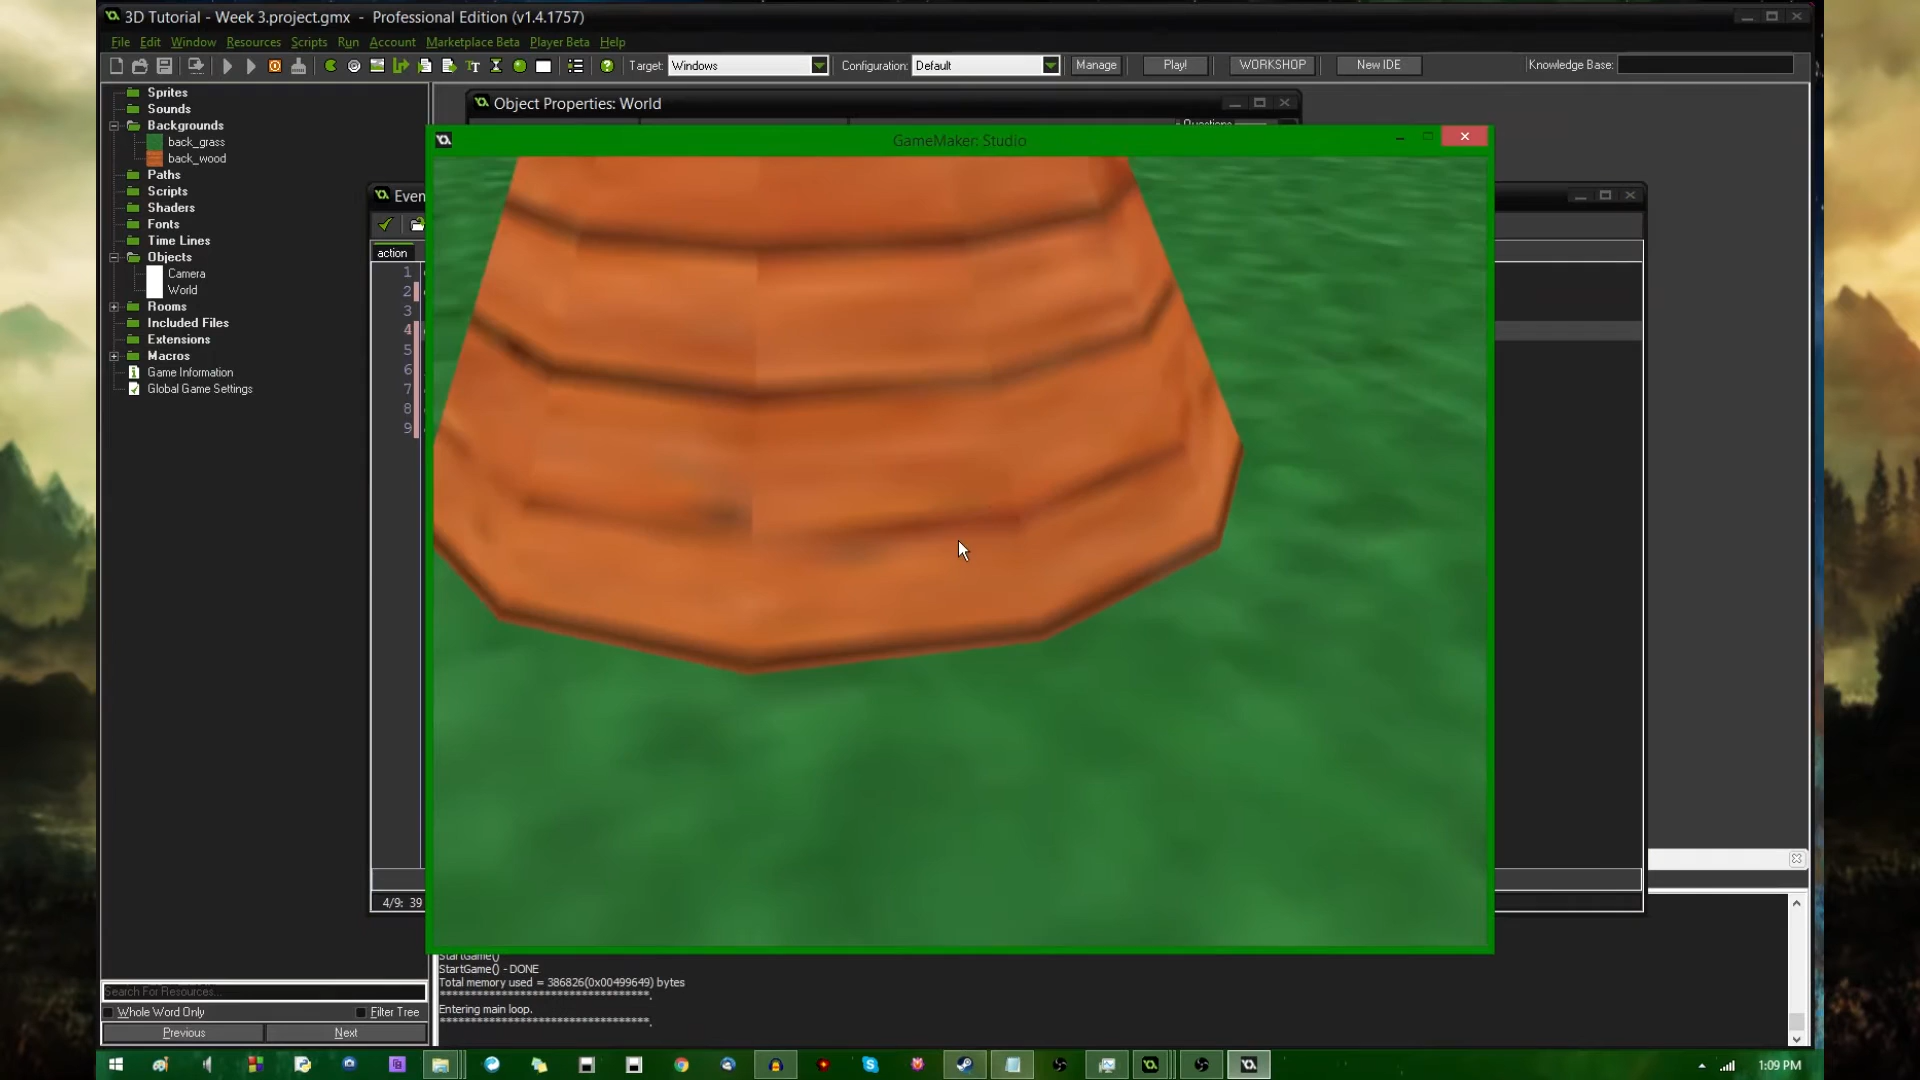 3D Tutorial - Week 3.project.gmx - Professional Edition (v1.4.1757)
File Edit Window Resources Scripts Run Account Marketplace Beta Player Beta Help
Target: Windows Configuration: Default Manage Play! WORKSHOP New IDE Knowledge Base:
Sprites
Sounds
Backgrounds
back_grass
back_wood
Paths
Scripts
Shaders
Fonts
Time Lines
Objects
Camera
World
Rooms
Included Files
Extensions
Macros
Game Information
Global Game Settings
Object Properties: World
GameMaker: Studio
Even
action
1
2
3
4
5
6
7
8
9
4/9: 39
StartGame()
StartGame() - DONE
Total memory used = 386826(0x00499649) bytes
**********************************.
Entering main loop.
**********************************.
Search For Resources...
Whole Word Only Filter Tree
Previous Next
1:09 PM